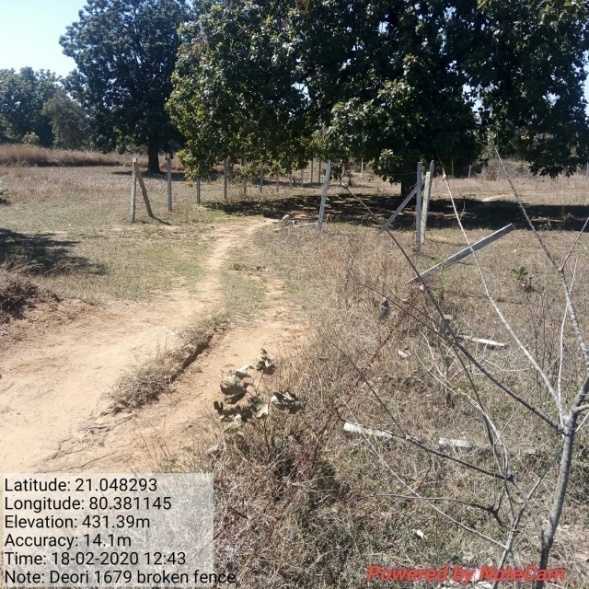 Latitude: 21.048293
Longitude: 80.381145
Elevation: 431.39m
Accuracy: 14.1m
Time: 18-02-2020 12:43
Note: Deori 1679 broken fence
Powered by NoteCam